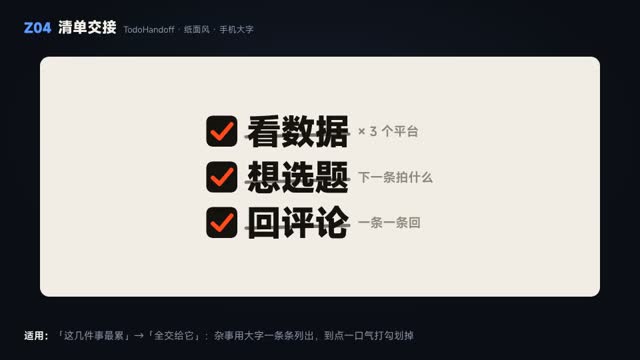 Z04 清单交接 TodoHandoff · 纸面风 · 手机大字
看数据 × 3 个平台
想选题 下一条拍什么
回评论 一条一条回
适用：「这几件事最累」→「全交给它」：杂事用大字一条条列出，到点一口气打勾划掉